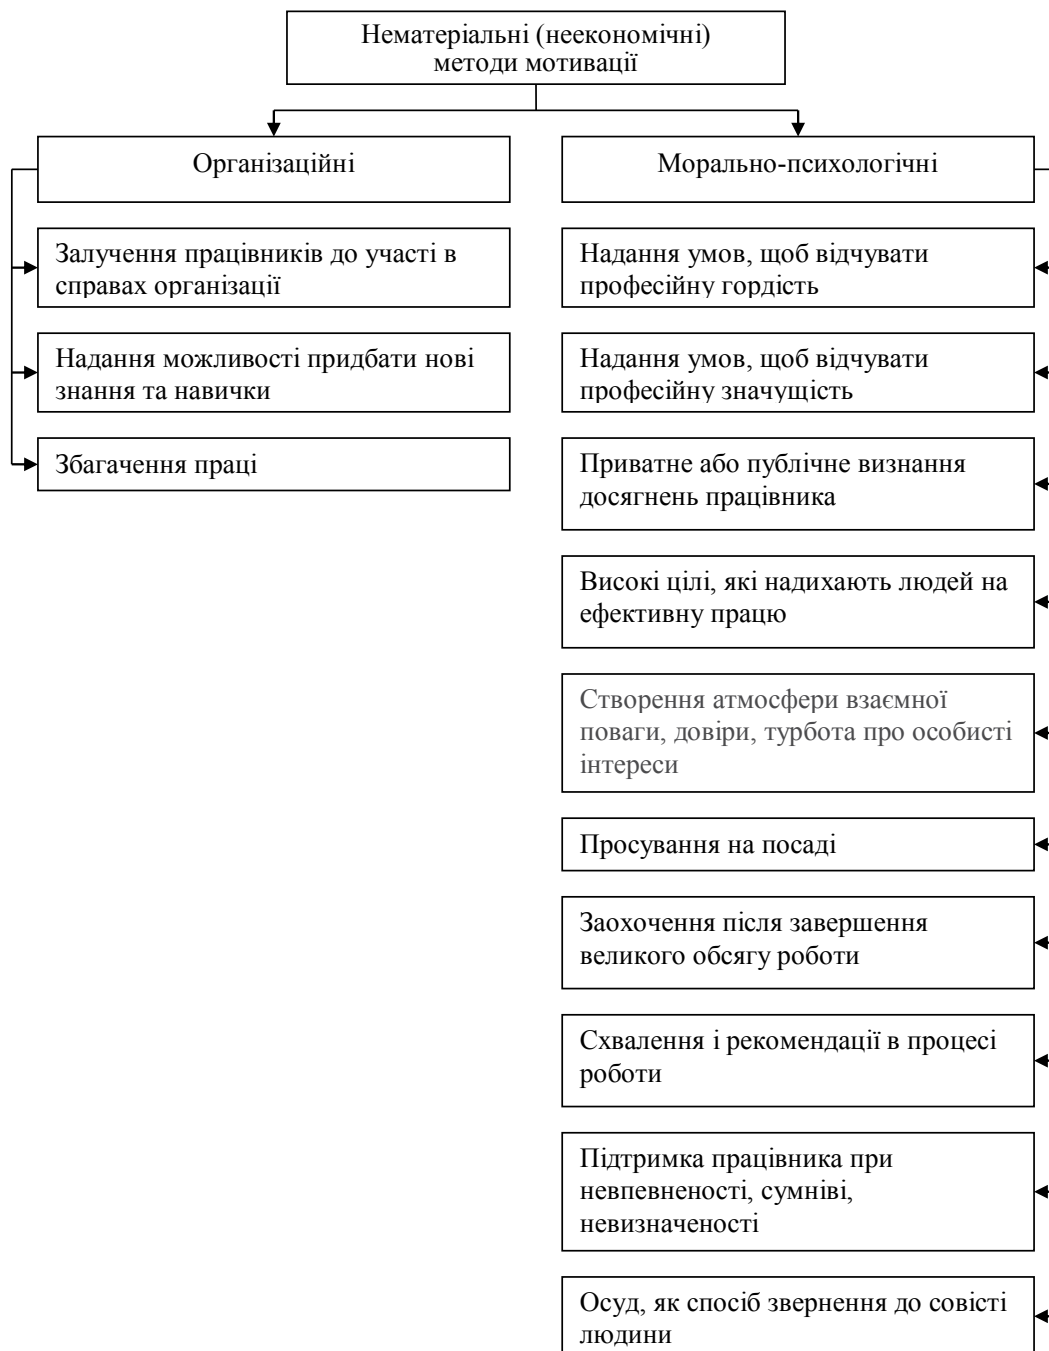 Нематеріальні (неекономічні)
методи мотивації
Організаційні
Залучення працівників до участі в
справах організації
Надання можливості придбати нові
знання та навички
Збагачення праці
Морально-психологічні
Надання умов, щоб відчувати
професійну гордість
Надання умов, щоб відчувати
професійну значущість
Приватне або публічне визнання
досягнень працівника
Високі цілі, які надихають людей на
ефективну працю
Створення атмосфери взаємної
поваги, довіри, турбота про особисті
інтереси
Просування на посаді
Заохочення після завершення
великого обсягу роботи
Схвалення і рекомендації в процесі
роботи
Підтримка працівника при
невпевненості, сумніві,
невизначеності
Осуд, як спосіб звернення до совісті
людини